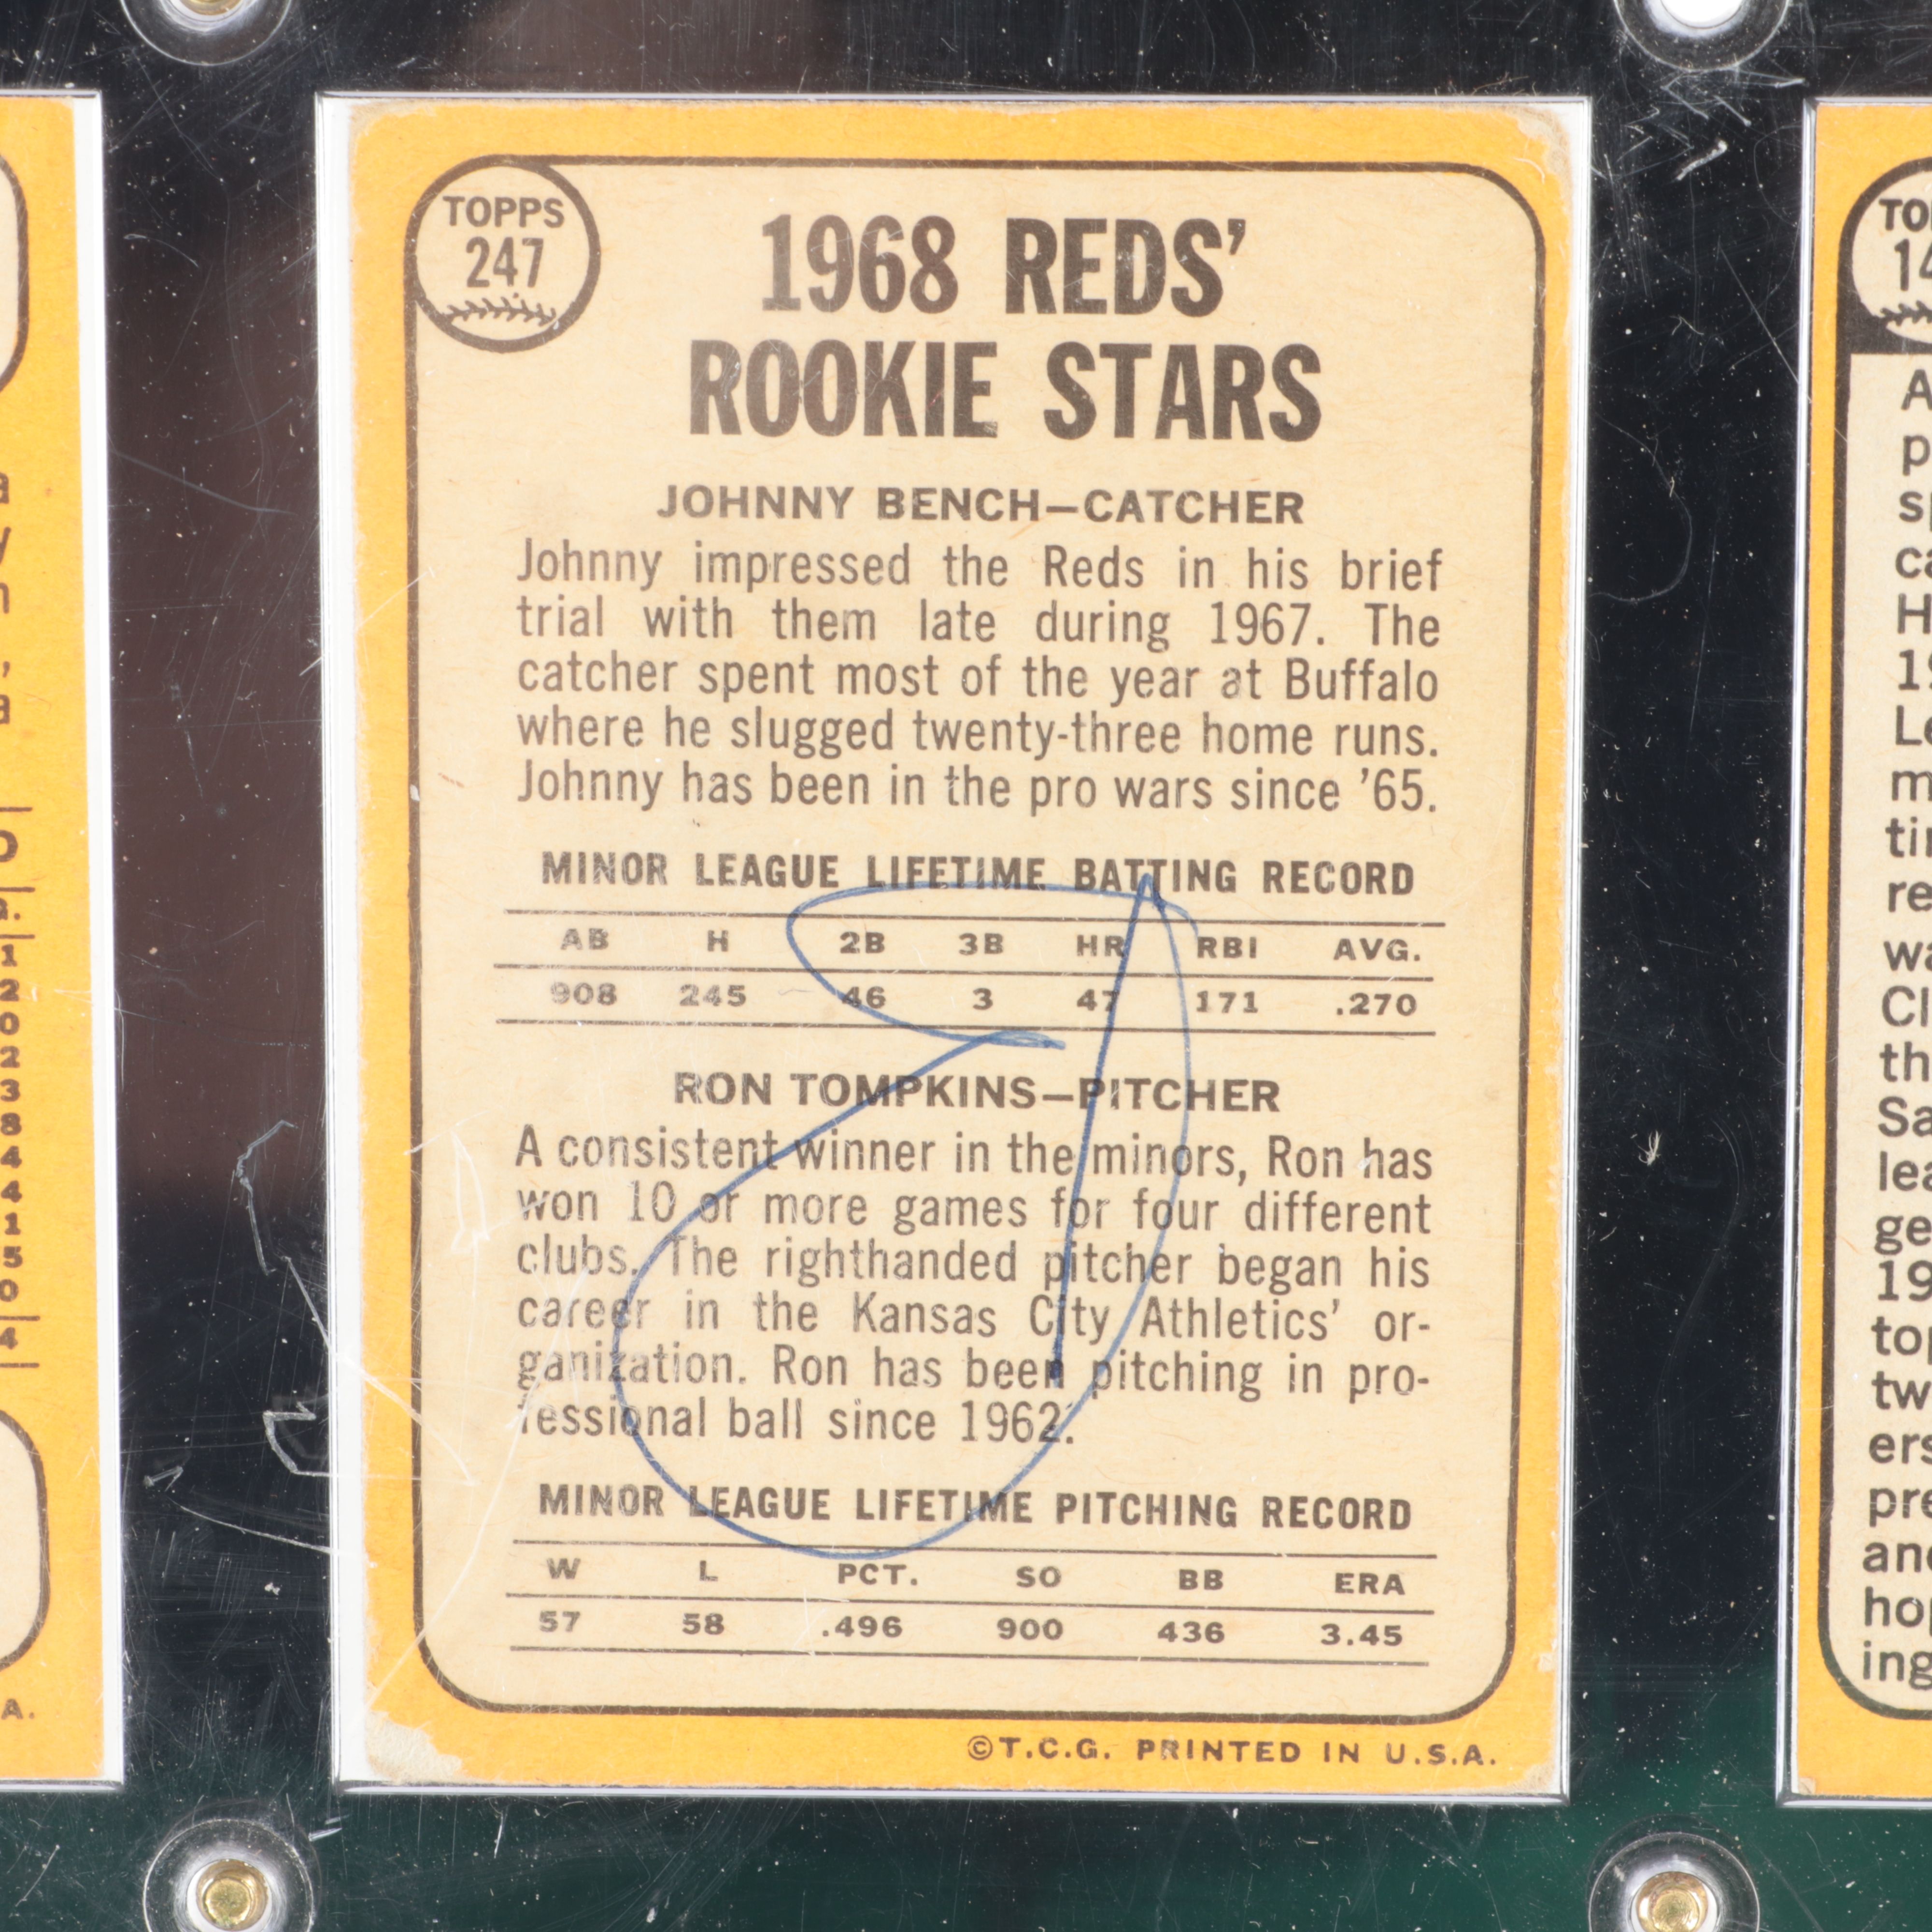 TOPPS
247
1968 REDS'
ROOKIE STARS
JOHNNY BENCH—CATCHER
Johnny impressed the Reds in his brief
trial with them late during 1967. The
catcher spent most of the year at Buffalo
where he slugged twenty-three home runs.
Johnny has been in the pro wars since '65.
MINOR LEAGUE LIFETIME BATTING RECORD
AB H 2B 3B HR RBI AVG.
908 245 46 3 47 171 .270
RON TOMPKINS—PITCHER
A consistent winner in the minors, Ron has
won 10 or more games for four different
clubs. The righthanded pitcher began his
career in the Kansas City Athletics' or-
ganization. Ron has been pitching in pro-
fessional ball since 1962.
MINOR LEAGUE LIFETIME PITCHING RECORD
W L PCT. SO BB ERA
57 58 .496 900 436 3.45
©T.C.G. PRINTED IN U.S.A.